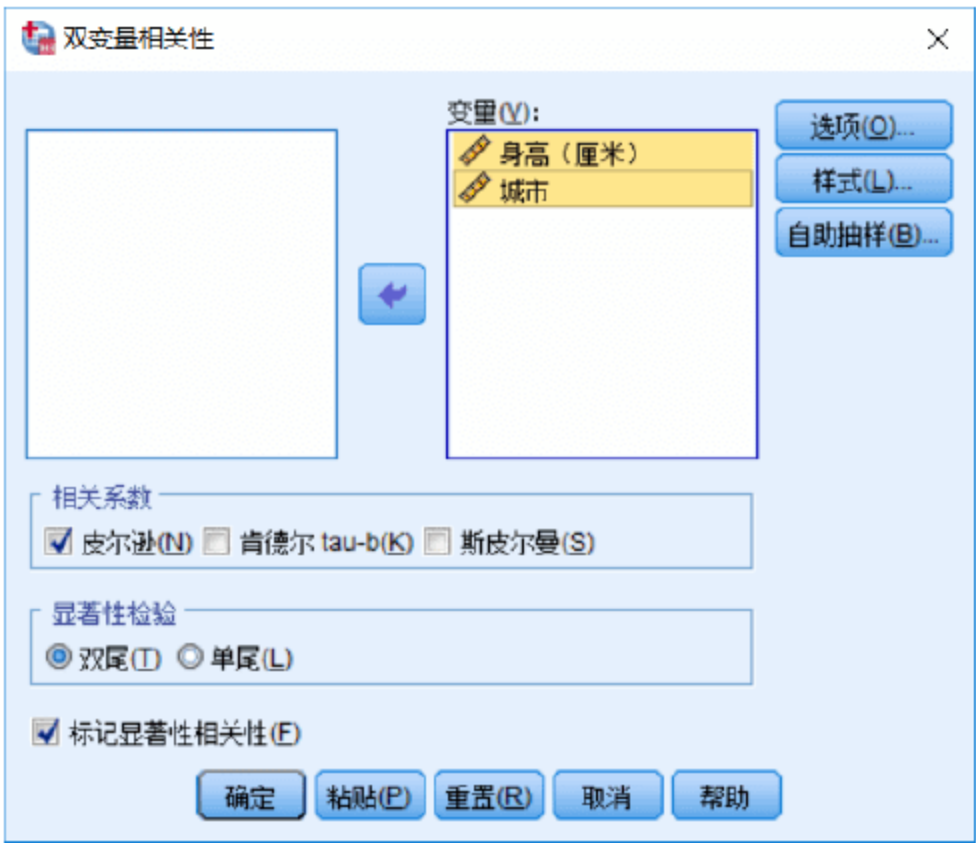 双变量相关性
变量(V):
身高（厘米）
城市
选项(O)...
样式(L)...
自助抽样(B)...
相关系数
皮尔逊(N) 肯德尔 tau-b(K) 斯皮尔曼(S)
显著性检验
双尾(T) 单尾(L)
标记显著性相关性(F)
确定 粘贴(P) 重置(R) 取消 帮助